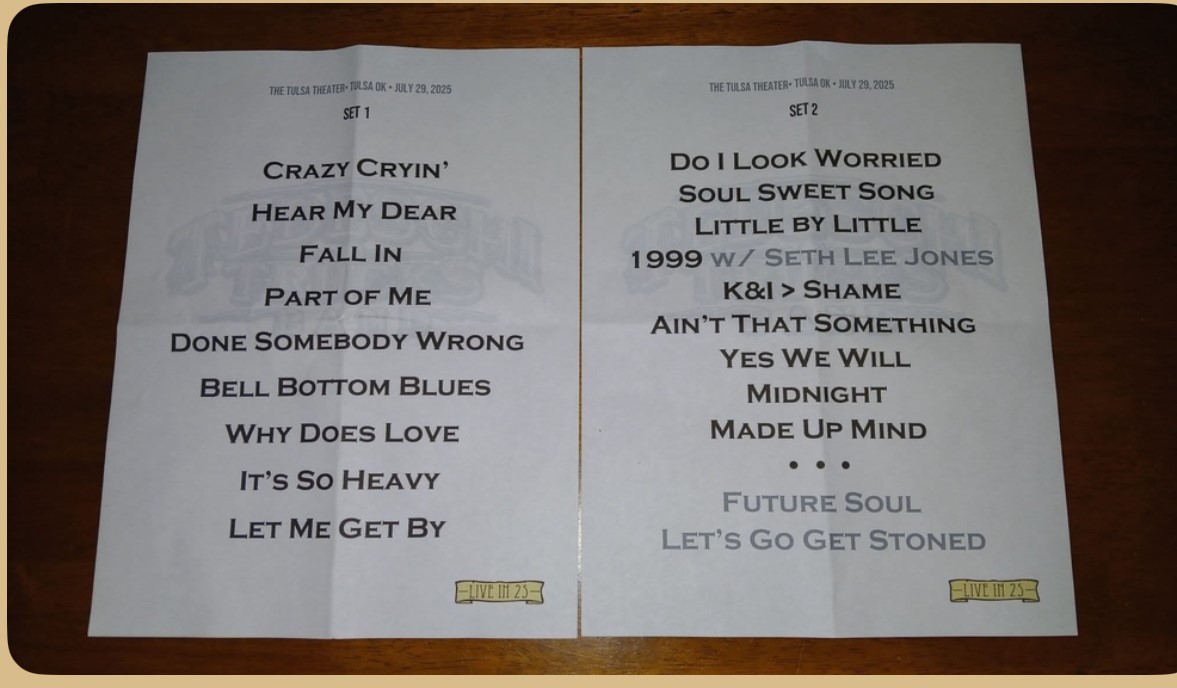 THE TULSA THEATER • TULSA OK • JULY 29, 2025
SET 1
CRAZY CRYIN'
HEAR MY DEAR
FALL IN
PART OF ME
DONE SOMEBODY WRONG
BELL BOTTOM BLUES
WHY DOES LOVE
IT'S SO HEAVY
LET ME GET BY
LIVE IN 25
THE TULSA THEATER • TULSA OK • JULY 29, 2025
SET 2
DO I LOOK WORRIED
SOUL SWEET SONG
LITTLE BY LITTLE
1999 W/ SETH LEE JONES
K&I > SHAME
AIN'T THAT SOMETHING
YES WE WILL
MIDNIGHT
MADE UP MIND
• • •
FUTURE SOUL
LET'S GO GET STONED
LIVE IN 25